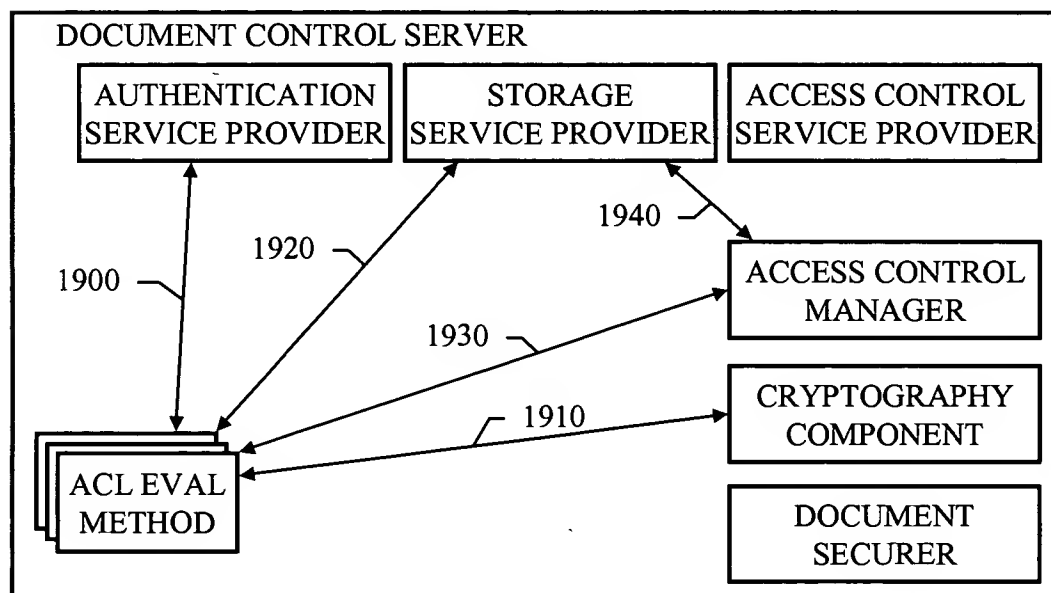 DOCUMENT CONTROL SERVER
AUTHENTICATION
SERVICE PROVIDER
STORAGE
SERVICE PROVIDER
ACCESS CONTROL
SERVICE PROVIDER
1900
1920
1940
ACCESS CONTROL
MANAGER
1930
1910
CRYPTOGRAPHY
COMPONENT
ACL EVAL
METHOD
DOCUMENT
SECURER